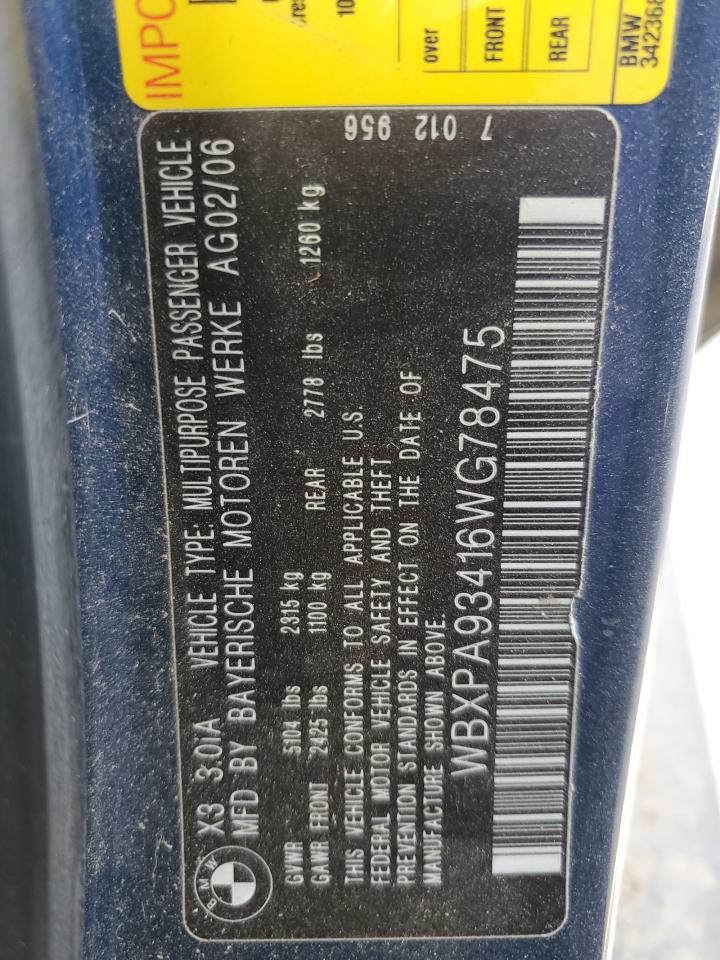 IMPO
over
FRONT
REAR
BMW
7 012 956
BMW
X3 3.0iA VEHICLE TYPE: MULTIPURPOSE PASSENGER VEHICLE
MFD BY BAYERISCHE MOTOREN WERKE AG02/06
GVWR 5104 lbs 2315 kg
GAWR FRONT 2425 lbs 1100 kg REAR 2778 lbs 1260 kg
THIS VEHICLE CONFORMS TO ALL APPLICABLE U.S.
FEDERAL MOTOR VEHICLE SAFETY AND THEFT
PREVENTION STANDARDS IN EFFECT ON THE DATE OF
MANUFACTURE SHOWN ABOVE.
WBXPA93416WG78475